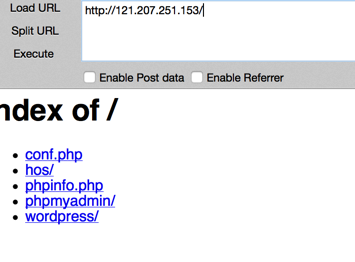 Load URL
http://121.207.251.153/
Split URL
Execute
Enable Post data Enable Referrer
ndex of /
conf.php
hos/
phpinfo.php
phpmyadmin/
wordpress/